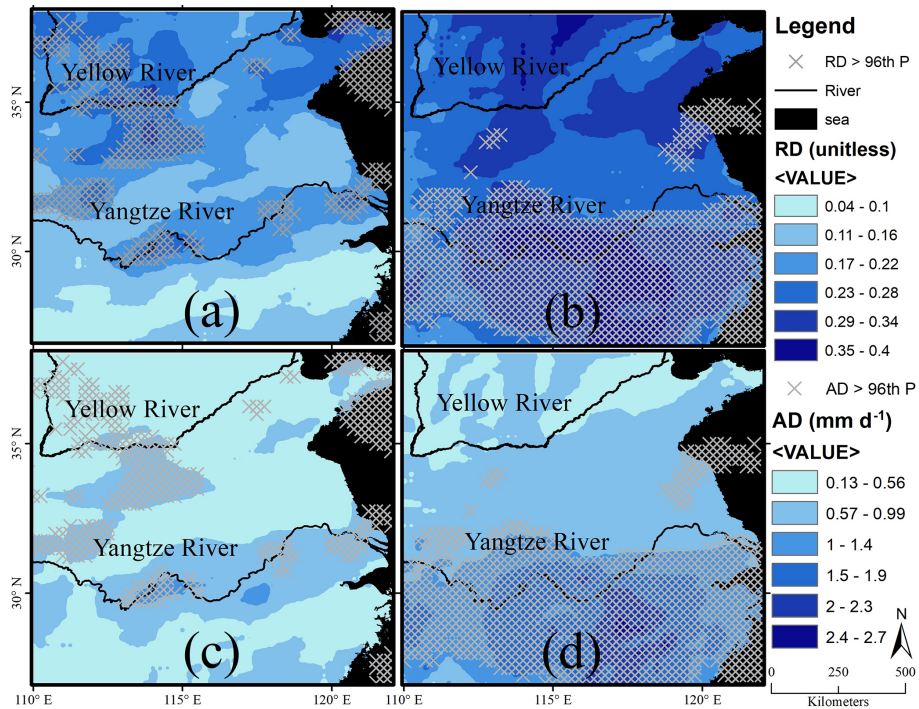 Yellow River
35° N
Yangtze River
30° N
(a)
Yellow River
Yangtze River
(b)
Yellow River
35° N
Yangtze River
30° N
(c)
110° E
115° E
120° E
Yellow River
Yangtze River
(d)
110° E
115° E
120° E
Legend
RD > 96th P
River
sea
RD (unitless)
<VALUE>
0.04 - 0.1
0.11 - 0.16
0.17 - 0.22
0.23 - 0.28
0.29 - 0.34
0.35 - 0.4
AD > 96th P
AD (mm d⁻¹)
<VALUE>
0.13 - 0.56
0.57 - 0.99
1 - 1.4
1.5 - 1.9
2 - 2.3
2.4 - 2.7
N
0 250 500
Kilometers